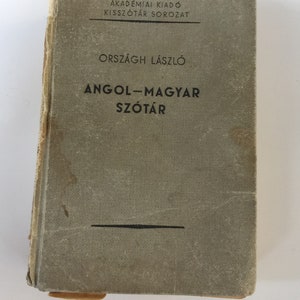 AKADÉMIAI KIADÓ
KISSZÓTÁR SOROZAT
ORSZÁGH LÁSZLÓ
ANGOL—MAGYAR
SZÓTÁR